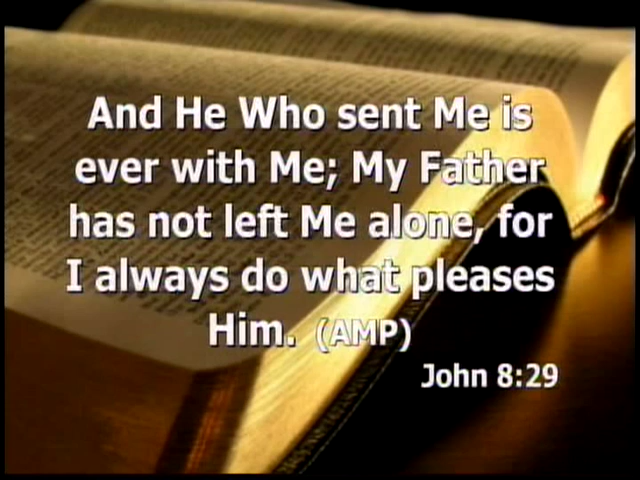 And He Who sent Me is
ever with Me; My Father
has not left Me alone, for
I always do what pleases
Him. (AMP)
John 8:29